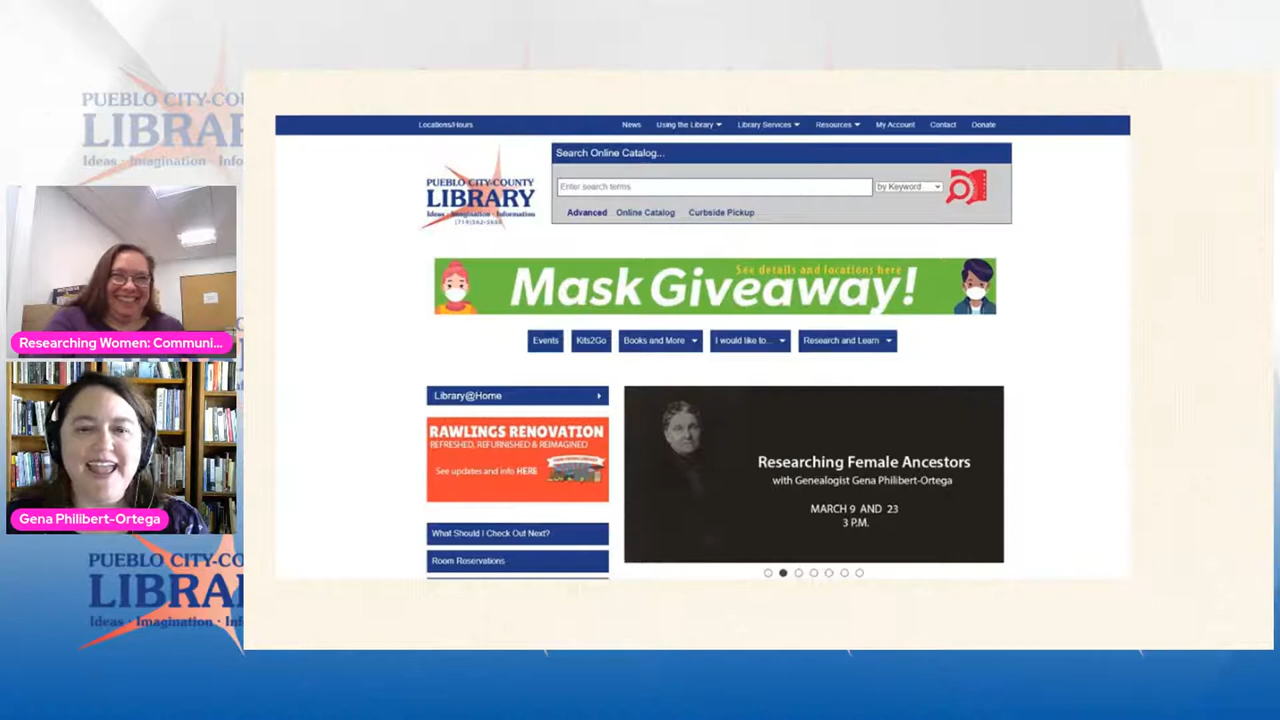 PUEBLO CITY-COU
LIBRARY
Ideas · Imagination · Info
Researching Women: Communi...
Gena Philibert-Ortega
PUEBLO CITY-CO
LIBRAR
Ideas · Imagination · Inf
Locations/Hours
News
Using the Library
Library Services
Resources
My Account
Contact
Donate
PUEBLO CITY-COUNTY
LIBRARY
Ideas · Imagination · Information
Search Online Catalog...
Enter search terms
by Keyword
Advanced
Online Catalog
Curbside Pickup
See details and locations here
Mask Giveaway!
Events
Kits2Go
Books and More
I would like to...
Research and Learn
Library@Home
RAWLINGS RENOVATION
REFRESHED, REFURNISHED & REIMAGINED
See updates and info HERE
What Should I Check Out Next?
Room Reservations
Researching Female Ancestors
with Genealogist Gena Philibert-Ortega
MARCH 9 AND 23
3 P.M.